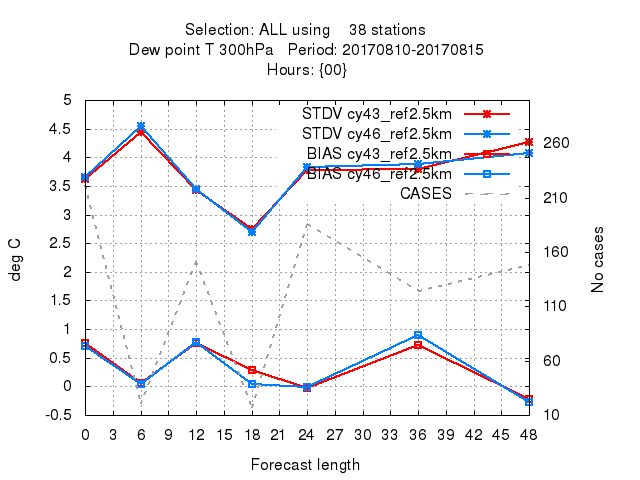 Selection: ALL using 38 stations
Dew point T 300hPa Period: 20170810-20170815
Hours: {00}
5
4.5
4
3.5
3
2.5
2
1.5
1
0.5
0
-0.5
deg C
STDV cy43_ref2.5km
STDV cy46_ref2.5km
BIAS cy43_ref2.5km
BIAS cy46_ref2.5km
CASES
260
210
160
110
60
10
No cases
0 3 6 9 12 15 18 21 24 27 30 33 36 39 42 45 48
Forecast length